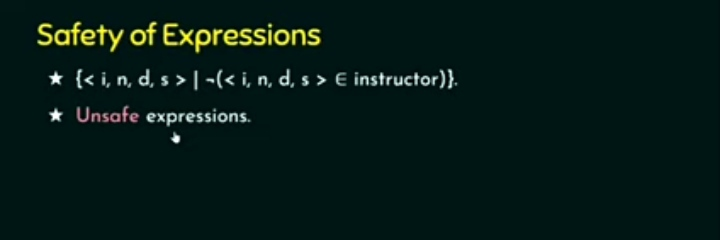 Safety of Expressions
★ {< i, n, d, s > | ¬(< i, n, d, s > ∈ instructor)}.
★ Unsafe expressions.